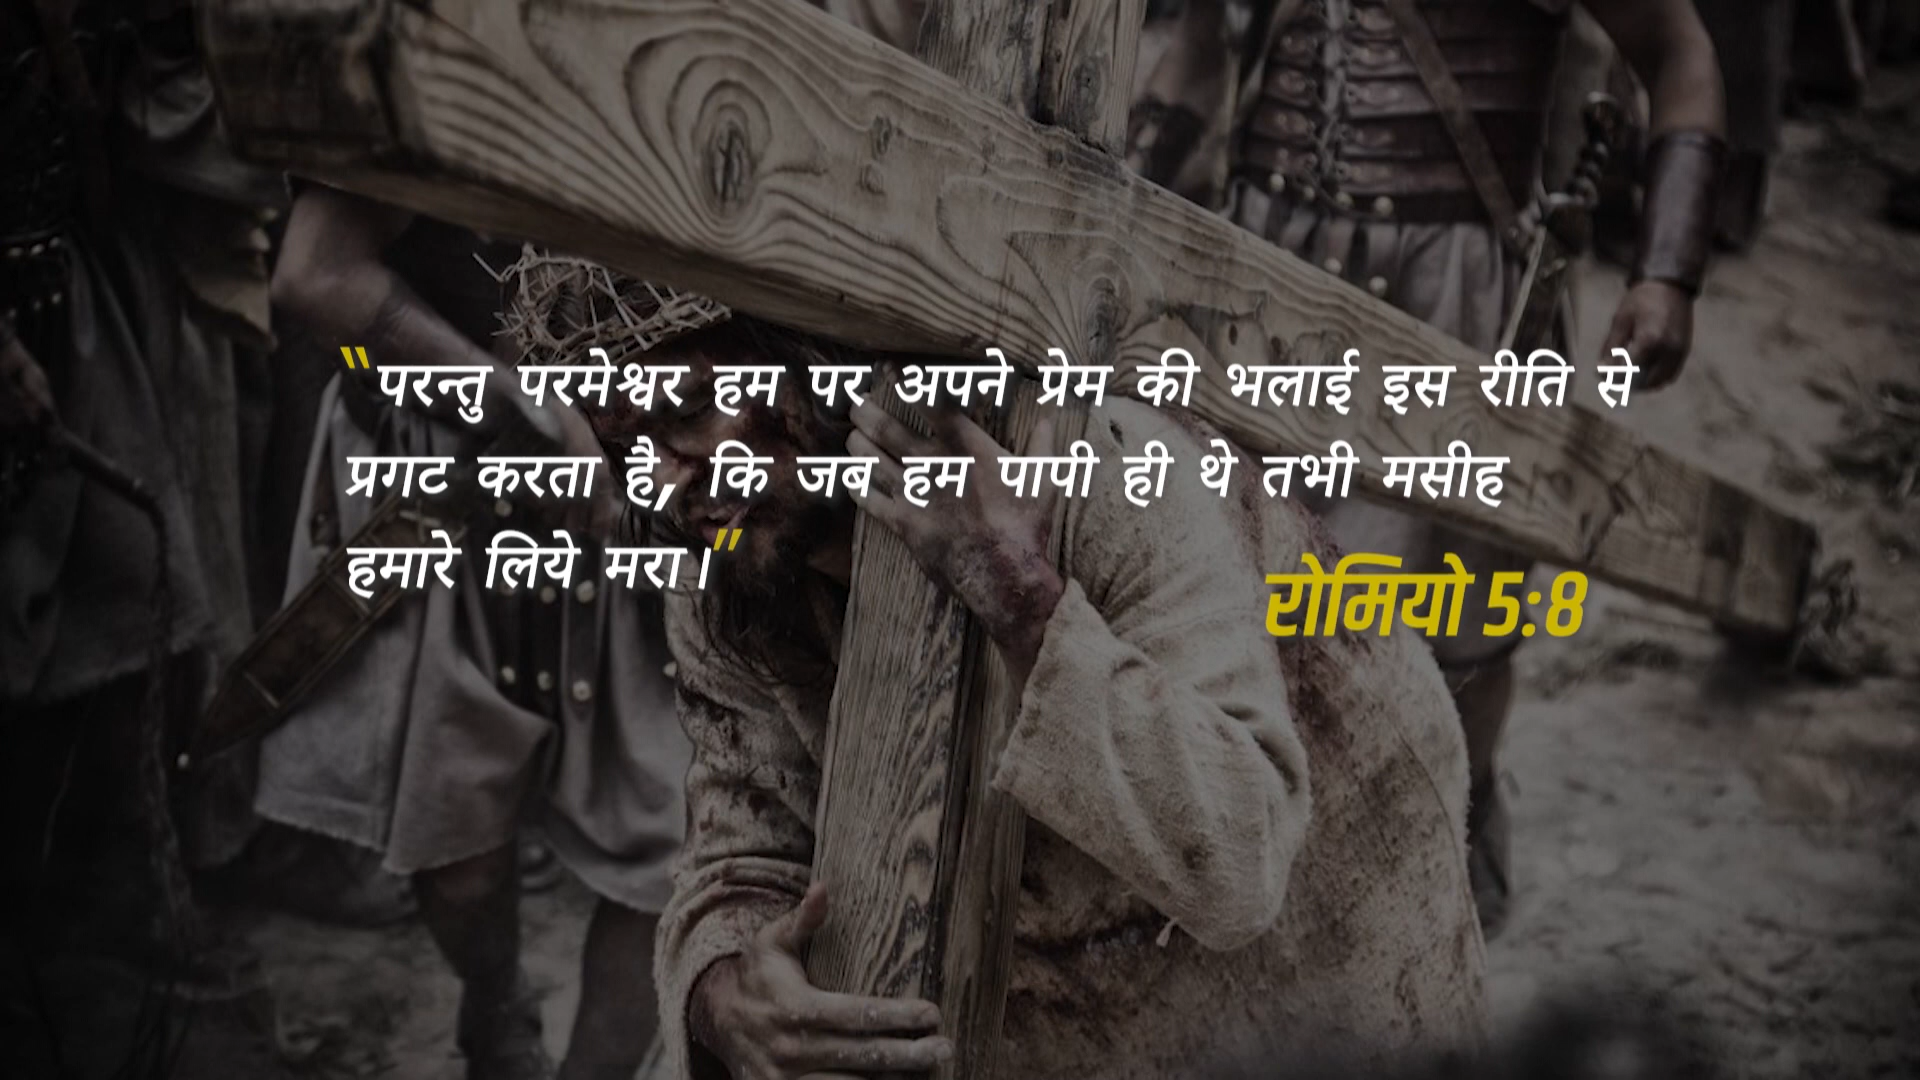 "परन्तु परमेश्वर हम पर अपने प्रेम की भलाई इस रीति से
प्रगट करता है, कि जब हम पापी ही थे तभी मसीह
हमारे लिये मरा।"
रोमियो 5:8